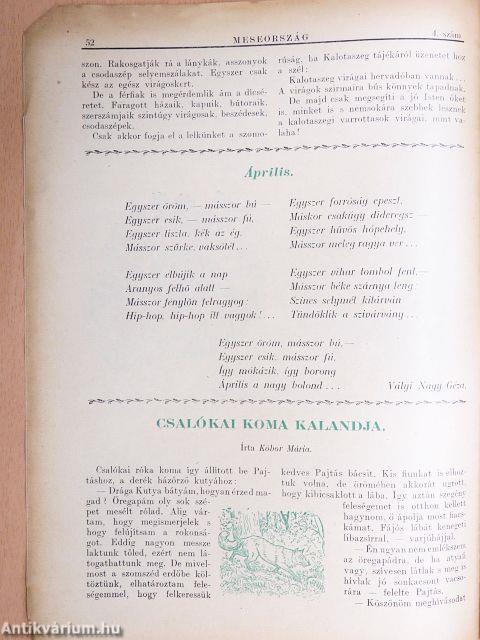 52
MESEORSZÁG
4. szám
szon. Rakosgatják rá a lánykák, asszonyok
a csodaszép selyemszálakat. Egyszer csak
kész az egész virágoskert.
De a férfiak is megérdemlik ám a dícsé-
retet. Faragott házaik, kapuik, bútoraik,
szerszámjaik szintúgy virágosak, beszédesek,
csodaszépek.
Csak akkor fogja el a lelkünket a szomo-
rúság, ha Kalotaszeg tájékáról üzenetet hoz
a szél:
Kalotaszeg virágai hervadóban vannak...
A virágok szirmaira bús könnyek tapadnak.
De majd csak megsegíti a jó Isten őket
is, minket is s nemsokára szebbek lesznek
a kalotaszegi varrottasok virágai, mint va-
laha!
Április.
Egyszer öröm, — másszor bú —
Egyszer esik, — másszor fú,
Egyszer tiszta, kék az ég,
Másszor szürke, vaksötét...
Egyszer elbújik a nap
Aranyos felhő alatt —
Másszor fénylőn felragyog:
Hip-hop, hip-hop itt vagyok!...
Egyszer forróság epeszt,
Máskor csakúgy dideregsz —
Egyszer hűvös hópehely,
Másszor meleg ragya ver...
Egyszer vihar tombol fent, —
Másszor béke szárnya leng:
Színes selymét kitárván
Tündöklik a szivárvány...
Egyszer öröm, másszor bú, —
Egyszer esik, másszor fú,
Így mókázik, így borong
Április a nagy bolond...
Vályi Nagy Géza.
CSALÓKAI KOMA KALANDJA.
Írta Kóbor Mária.
Csalókai róka koma így állított be Paj-
táshoz, a derék házőrző kutyához:
— Drága Kutya bátyám, hogyan érzed ma-
gad? Öregapám oly sok szé-
pet mesélt rólad. Alig vár-
tam, hogy megismerjelek s
hogy felújítsam a rokonsá-
got. Eddig nagyon messze
laktunk tőled, ezért nem lá-
togathattunk meg. De mivel-
most a szomszéd erdőbe köl-
töztünk, elhatároztam fele-
ségemmel, hogy felkeressük
kedves Pajtás bácsit. Kis fiunkat is elhoz-
tuk volna, de örömében akkorát ugrott,
hogy kibicsaklott a lába. Így aztán szegény
feleségemet is otthon kellett
hagynom, ő ápolja most fiacs-
kámat. Fájós lábát kenegeti
libazsírral, — varjúhájjal.
— Én ugyan nem emlékszem
az öregapádra, de ha atyafi
vagy, szívesen látlak s meg is
hívlak jó sonkacsont vacso-
rára — felelte Pajtás.
— Köszönöm meghívásodat
Antikvárium.hu